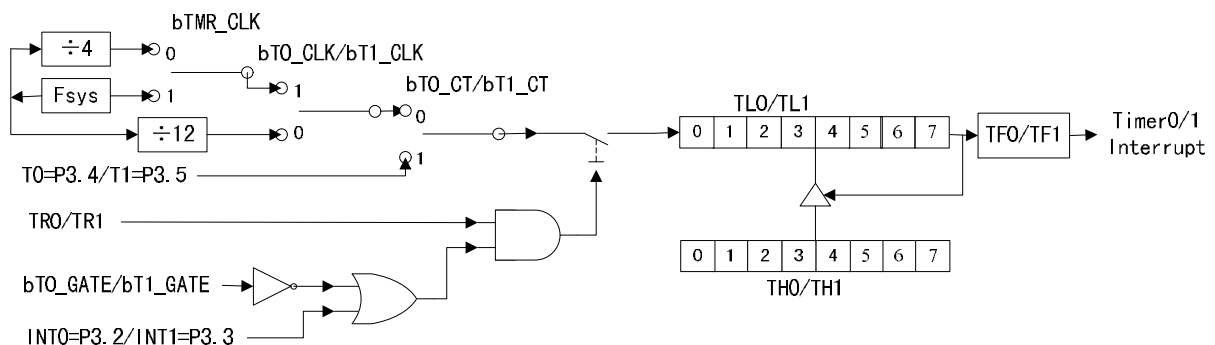 bTMR_CLK
÷4
0
bT0_CLK/bT1_CLK
Fsys
1
1
bT0_CT/bT1_CT
0
÷12
0
TL0/TL1
0 1 2 3 4 5 6 7
TF0/TF1
Timer0/1
Interrupt
1
T0=P3.4/T1=P3.5
TR0/TR1
0 1 2 3 4 5 6 7
TH0/TH1
bT0_GATE/bT1_GATE
INT0=P3.2/INT1=P3.3